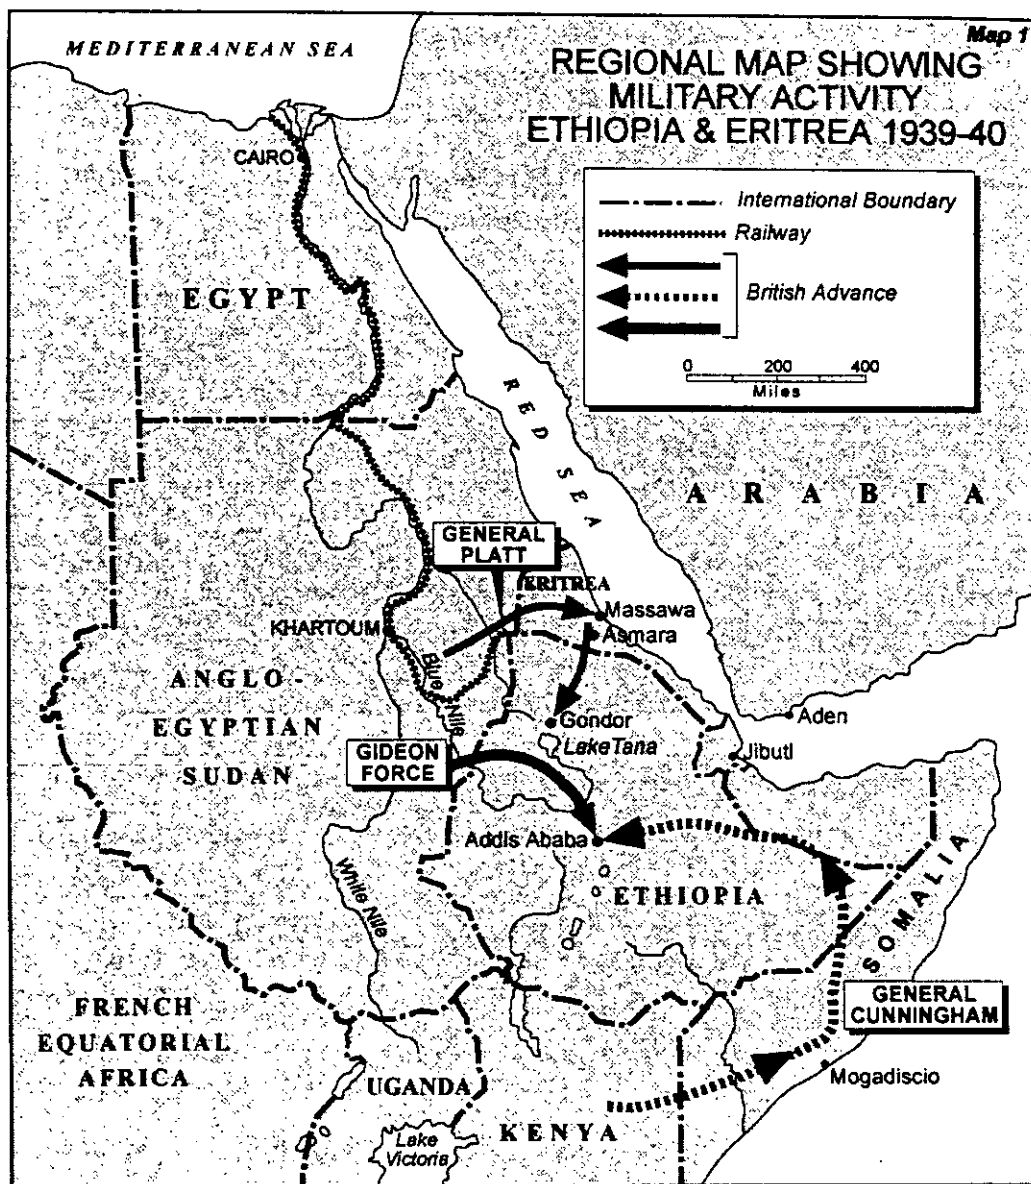 Map 1
MEDITERRANEAN SEA
REGIONAL MAP SHOWING
MILITARY ACTIVITY
ETHIOPIA & ERITREA 1939-40
International Boundary
Railway
British Advance
0 200 400
Miles
CAIRO
EGYPT
RED SEA
ARABIA
GENERAL
PLATT
ERITREA
Massawa
Asmara
KHARTOUM
Blue Nile
ANGLO-
EGYPTIAN
SUDAN
Gondor
Lake Tana
Aden
Jibuti
GIDEON
FORCE
Addis Ababa
White Nile
ETHIOPIA
SOMALIA
GENERAL
CUNNINGHAM
FRENCH
EQUATORIAL
AFRICA
UGANDA
Mogadiscio
KENYA
Lake
Victoria